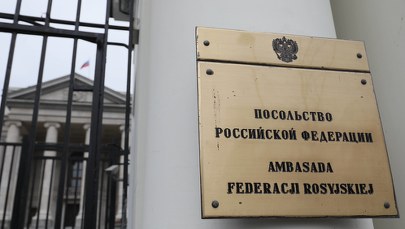 ПОСОЛЬСТВО
РОССИЙСКОЙ ФЕДЕРАЦИИ
AMBASADA
FEDERACJI ROSYJSKIEJ